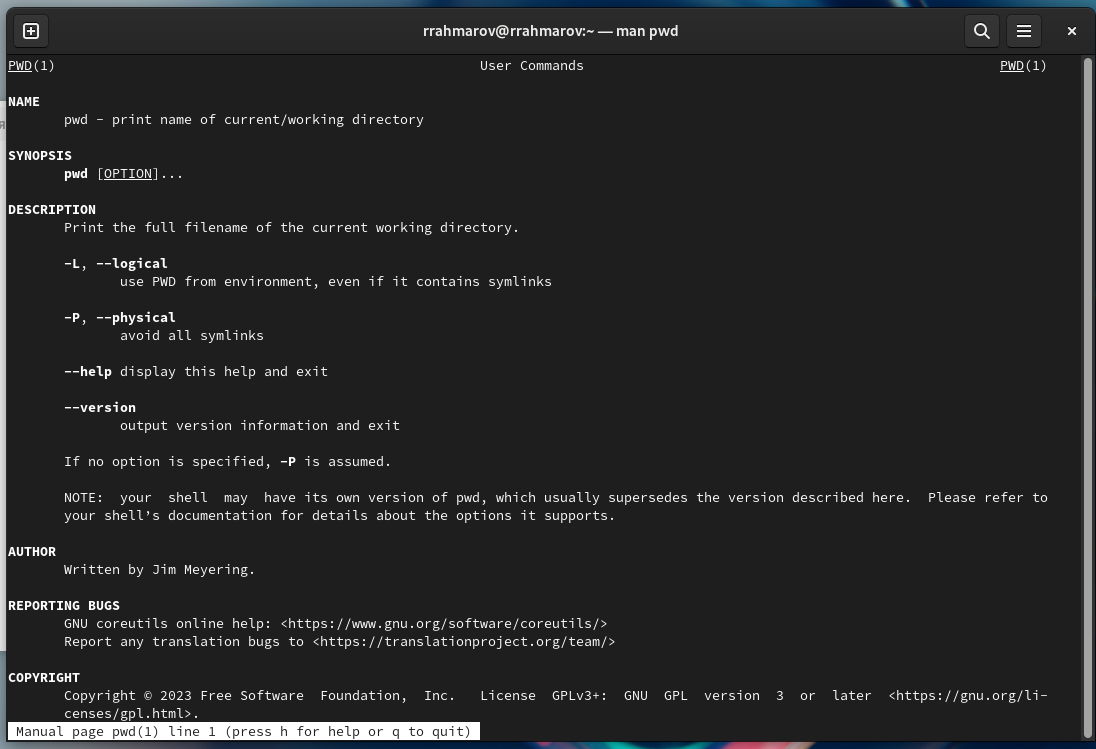 rrahmarov@rrahmarov:~ — man pwd
PWD(1) User Commands PWD(1)
NAME
pwd - print name of current/working directory
SYNOPSIS
pwd [OPTION]...
DESCRIPTION
Print the full filename of the current working directory.
-L, --logical
use PWD from environment, even if it contains symlinks
-P, --physical
avoid all symlinks
--help display this help and exit
--version
output version information and exit
If no option is specified, -P is assumed.
NOTE: your shell may have its own version of pwd, which usually supersedes the version described here. Please refer to
your shell’s documentation for details about the options it supports.
AUTHOR
Written by Jim Meyering.
REPORTING BUGS
GNU coreutils online help: <https://www.gnu.org/software/coreutils/>
Report any translation bugs to <https://translationproject.org/team/>
COPYRIGHT
Copyright © 2023 Free Software Foundation, Inc. License GPLv3+: GNU GPL version 3 or later <https://gnu.org/li-
censes/gpl.html>.
Manual page pwd(1) line 1 (press h for help or q to quit)